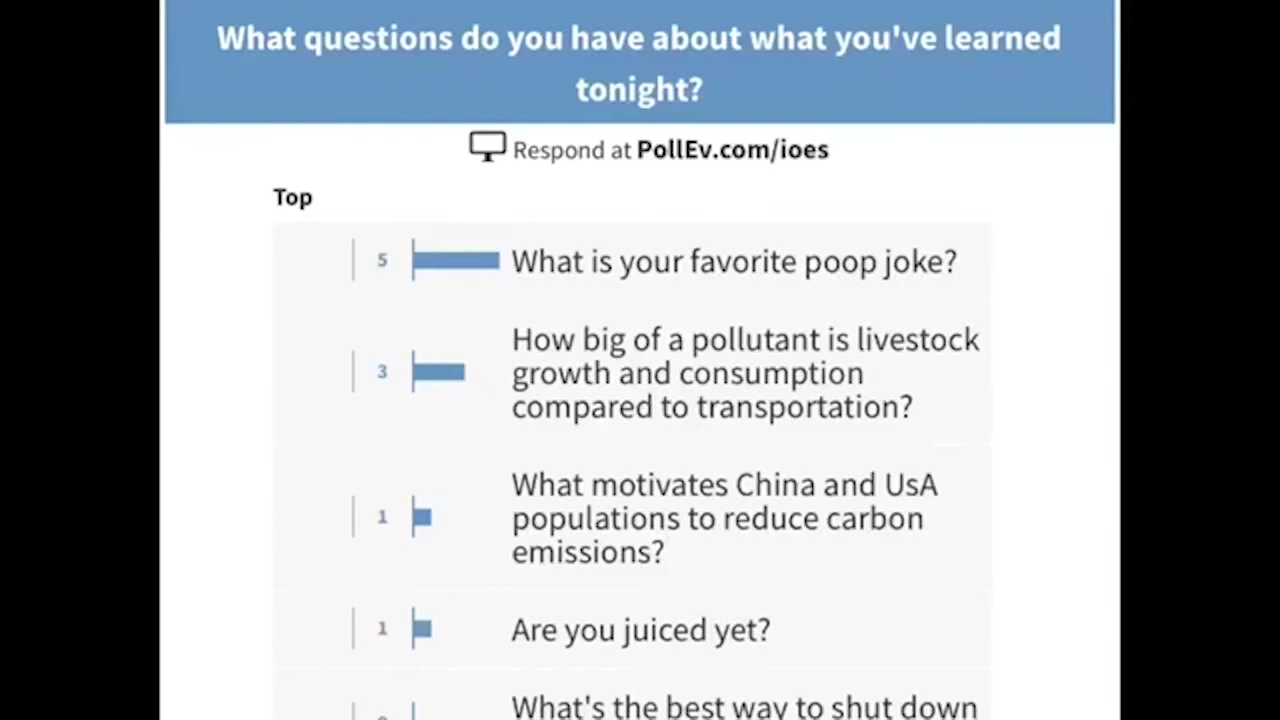 What questions do you have about what you've learned
tonight?
Respond at PollEv.com/ioes
Top
5 What is your favorite poop joke?
3 How big of a pollutant is livestock
growth and consumption
compared to transportation?
1 What motivates China and UsA
populations to reduce carbon
emissions?
1 Are you juiced yet?
What's the best way to shut down